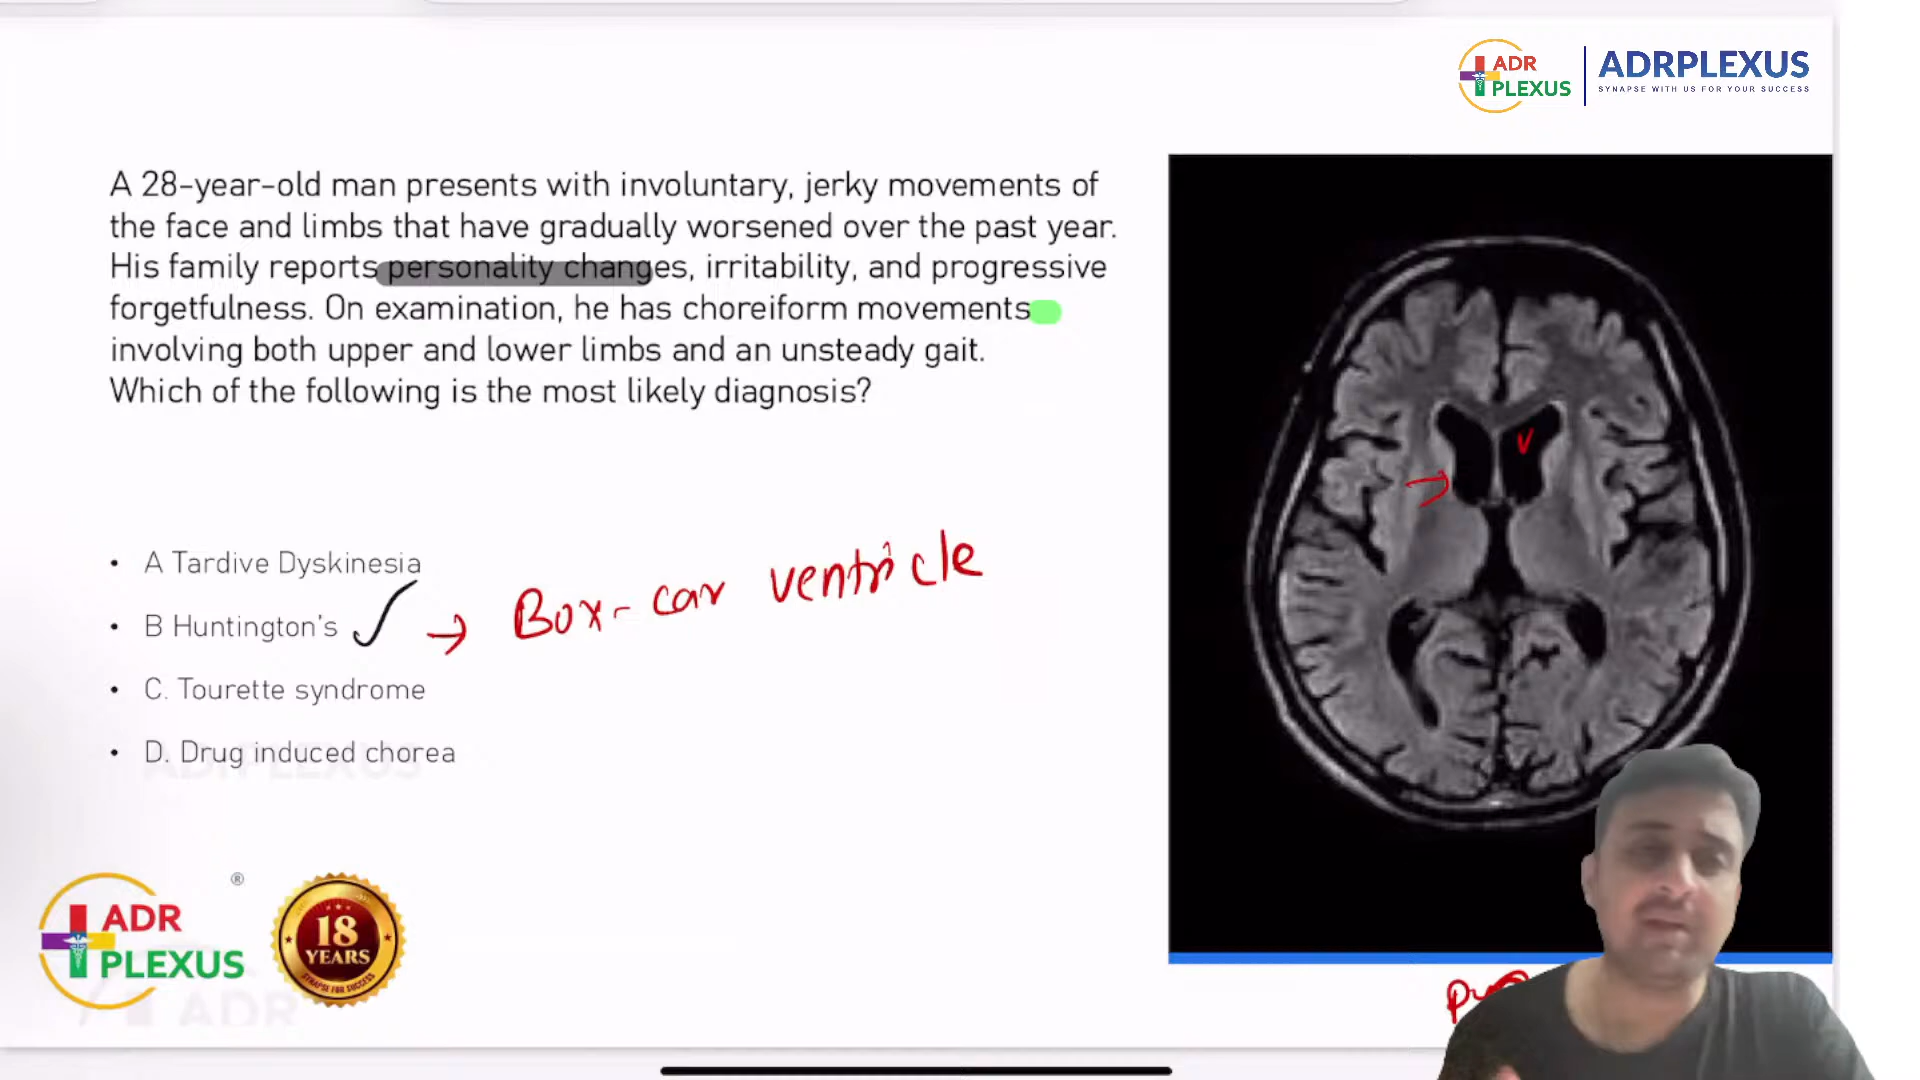 ADR
PLEXUS
ADRPLEXUS
SYNAPSE WITH US FOR YOUR SUCCESS
A 28-year-old man presents with involuntary, jerky movements of
the face and limbs that have gradually worsened over the past year.
His family reports personality changes, irritability, and progressive
forgetfulness. On examination, he has choreiform movements
involving both upper and lower limbs and an unsteady gait.
Which of the following is the most likely diagnosis?
• A Tardive Dyskinesia
• B Huntington's ✓ → Box-car ventricle
• C. Tourette syndrome
• D. Drug induced chorea
V
ADR
PLEXUS
®
18
YEARS
SYNAPSE FOR SUCCESS